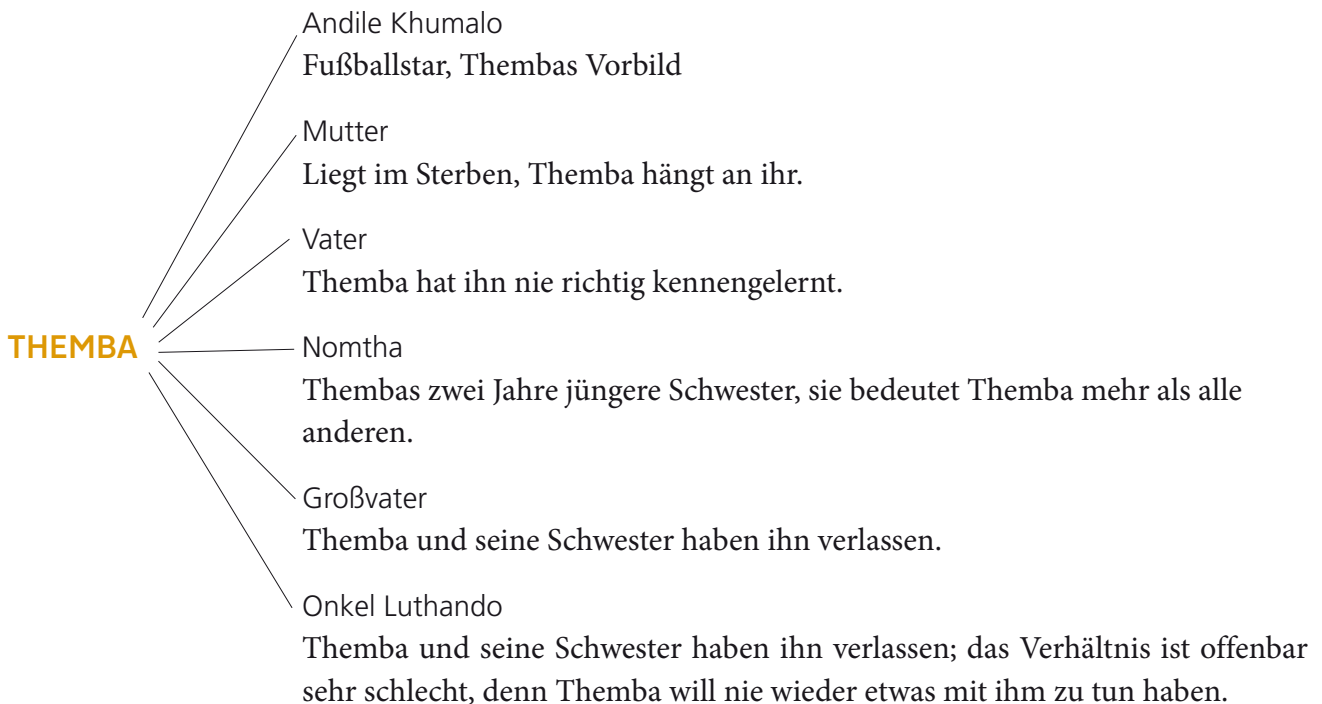 Andile Khumalo
Fußballstar, Thembas Vorbild
Mutter
Liegt im Sterben, Themba hängt an ihr.
Vater
Themba hat ihn nie richtig kennengelernt.
THEMBA
Nomtha
Thembas zwei Jahre jüngere Schwester, sie bedeutet Themba mehr als alle
anderen.
Großvater
Themba und seine Schwester haben ihn verlassen.
Onkel Luthando
Themba und seine Schwester haben ihn verlassen; das Verhältnis ist offenbar
sehr schlecht, denn Themba will nie wieder etwas mit ihm zu tun haben.